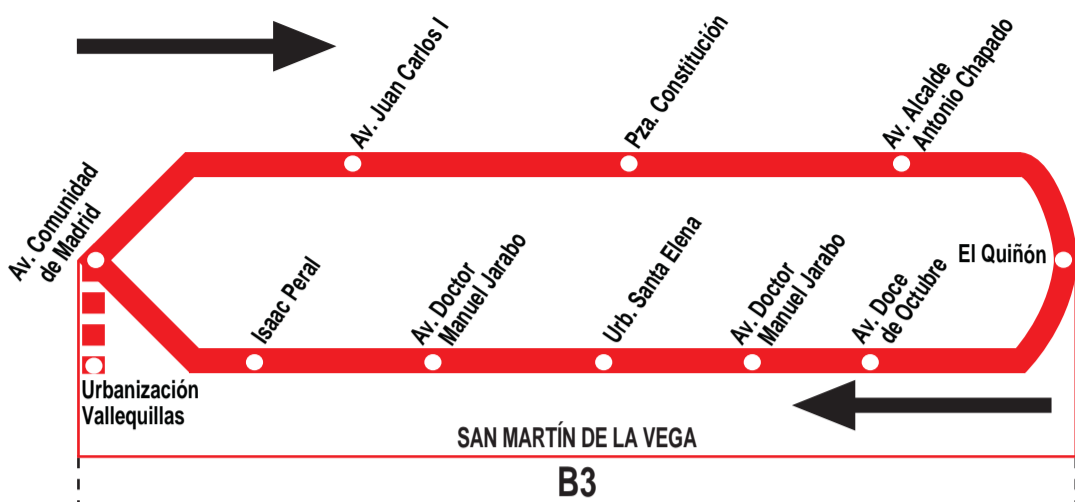 Av. Juan Carlos I
Pza. Constitución
Av. Alcalde
Antonio Chapado
Av. Comunidad
de Madrid
El Quiñón
Isaac Peral
Av. Doctor
Manuel Jarabo
Urb. Santa Elena
Av. Doctor
Manuel Jarabo
Av. Doce
de Octubre
Urbanización
Vallequillas
SAN MARTÍN DE LA VEGA
B3